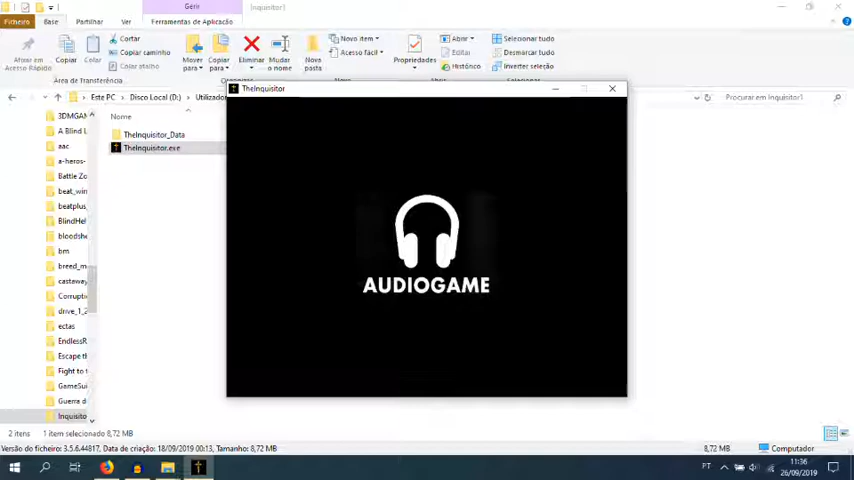 Gerir
Inquisitor1
Ficheiro
Base
Partilhar
Ver
Ferramentas de Aplicação
Afixar em Acesso Rápido
Copiar
Colar
Cortar
Copiar caminho
Colar atalho
Área de Transferência
Mover para
Copiar para
Eliminar
Mudar o nome
Nova pasta
Novo item
Acesso fácil
Propriedades
Abrir
Editar
Histórico
Selecionar tudo
Desmarcar tudo
Inverter seleção
TheInquisitor
Este PC
Disco Local (D:)
Utilizado
Procurar em Inquisitor1
3DMGAM
A Blind L
aac
a-heros-
Battle Zo
beat_win
beatplus_
BlindHel
bloodshe
bm
breed_m
castaway
Corruptio
drive_1_2
ectas
EndlessR
Escape th
Fight to t
GameSui
Guerra d
Inquisito
Nome
TheInquisitor_Data
TheInquisitor.exe
AUDIOGAME
2 itens
1 item selecionado 8,72 MB
Versão do ficheiro: 3.5.6.44817, Data de criação: 18/09/2019 00:13, Tamanho: 8,72 MB
8,72 MB
Computador
PT
11:36
26/09/2019